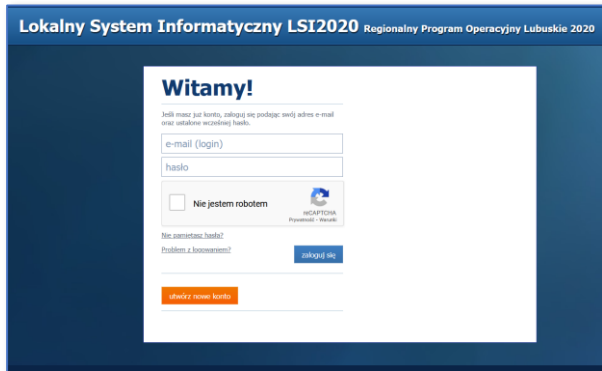 Lokalny System Informatyczny LSI2020 Regionalny Program Operacyjny Lubuskie 2020
Witamy!
Jeśli masz już konto, zaloguj się podając swój adres e-mail
oraz ustalone wcześniej hasło.
e-mail (login)
hasło
Nie jestem robotem
reCAPTCHA
Prywatność - Warunki
Nie pamiętasz hasła?
Problem z logowaniem?
zaloguj się
utwórz nowe konto